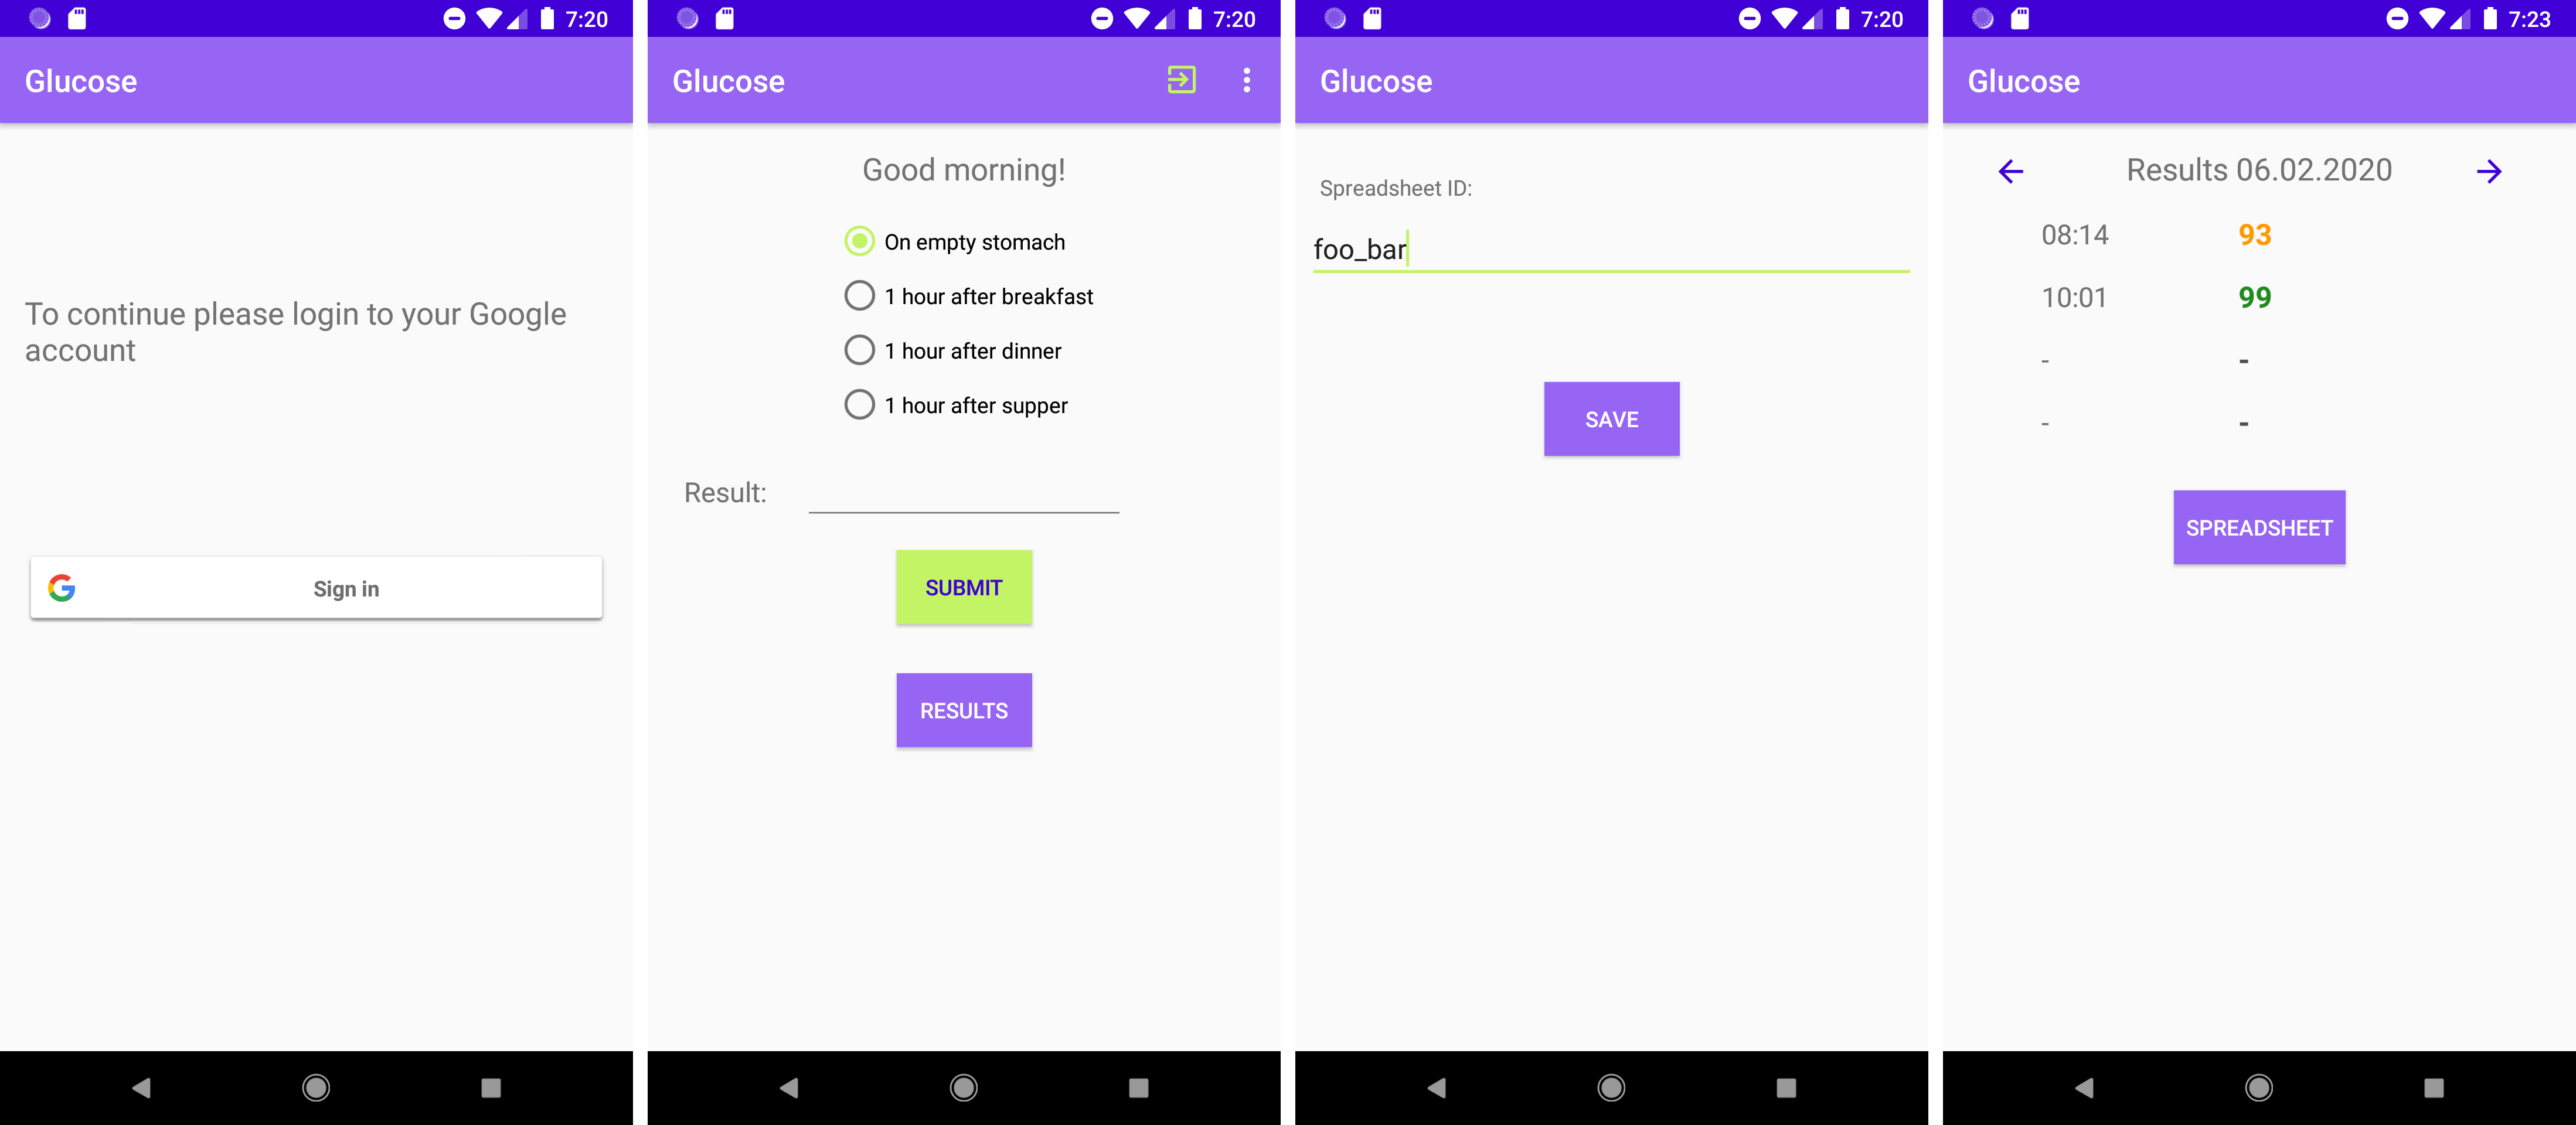 7:20
Glucose
To continue please login to your Google
account
Sign in
7:20
Glucose
Good morning!
On empty stomach
1 hour after breakfast
1 hour after dinner
1 hour after supper
Result:
SUBMIT
RESULTS
7:20
Glucose
Spreadsheet ID:
foo_bar
SAVE
7:23
Glucose
Results 06.02.2020
08:14 93
10:01 99
- -
- -
SPREADSHEET